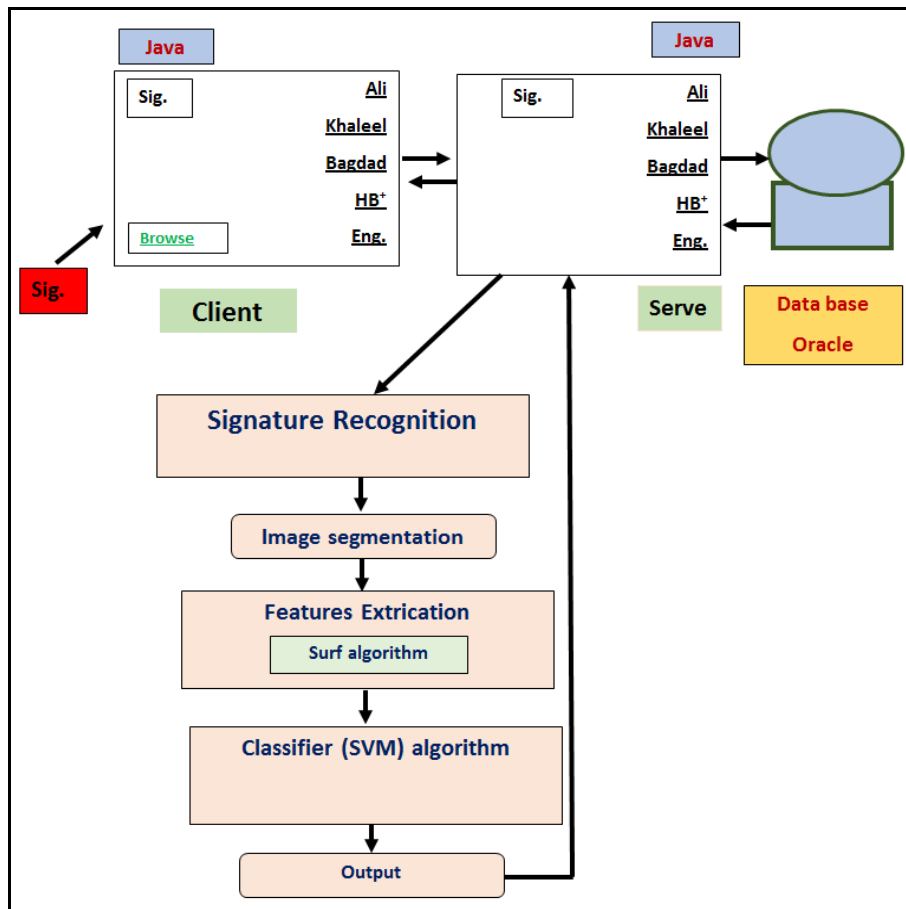 Java
Java
Sig.
Ali
Khaleel
Bagdad
HB⁺
Eng.
Browse
Sig.
Client
Sig.
Ali
Khaleel
Bagdad
HB⁺
Eng.
Serve
Data base
Oracle
Signature Recognition
Image segmentation
Features Extrication
Surf algorithm
Classifier (SVM) algorithm
Output